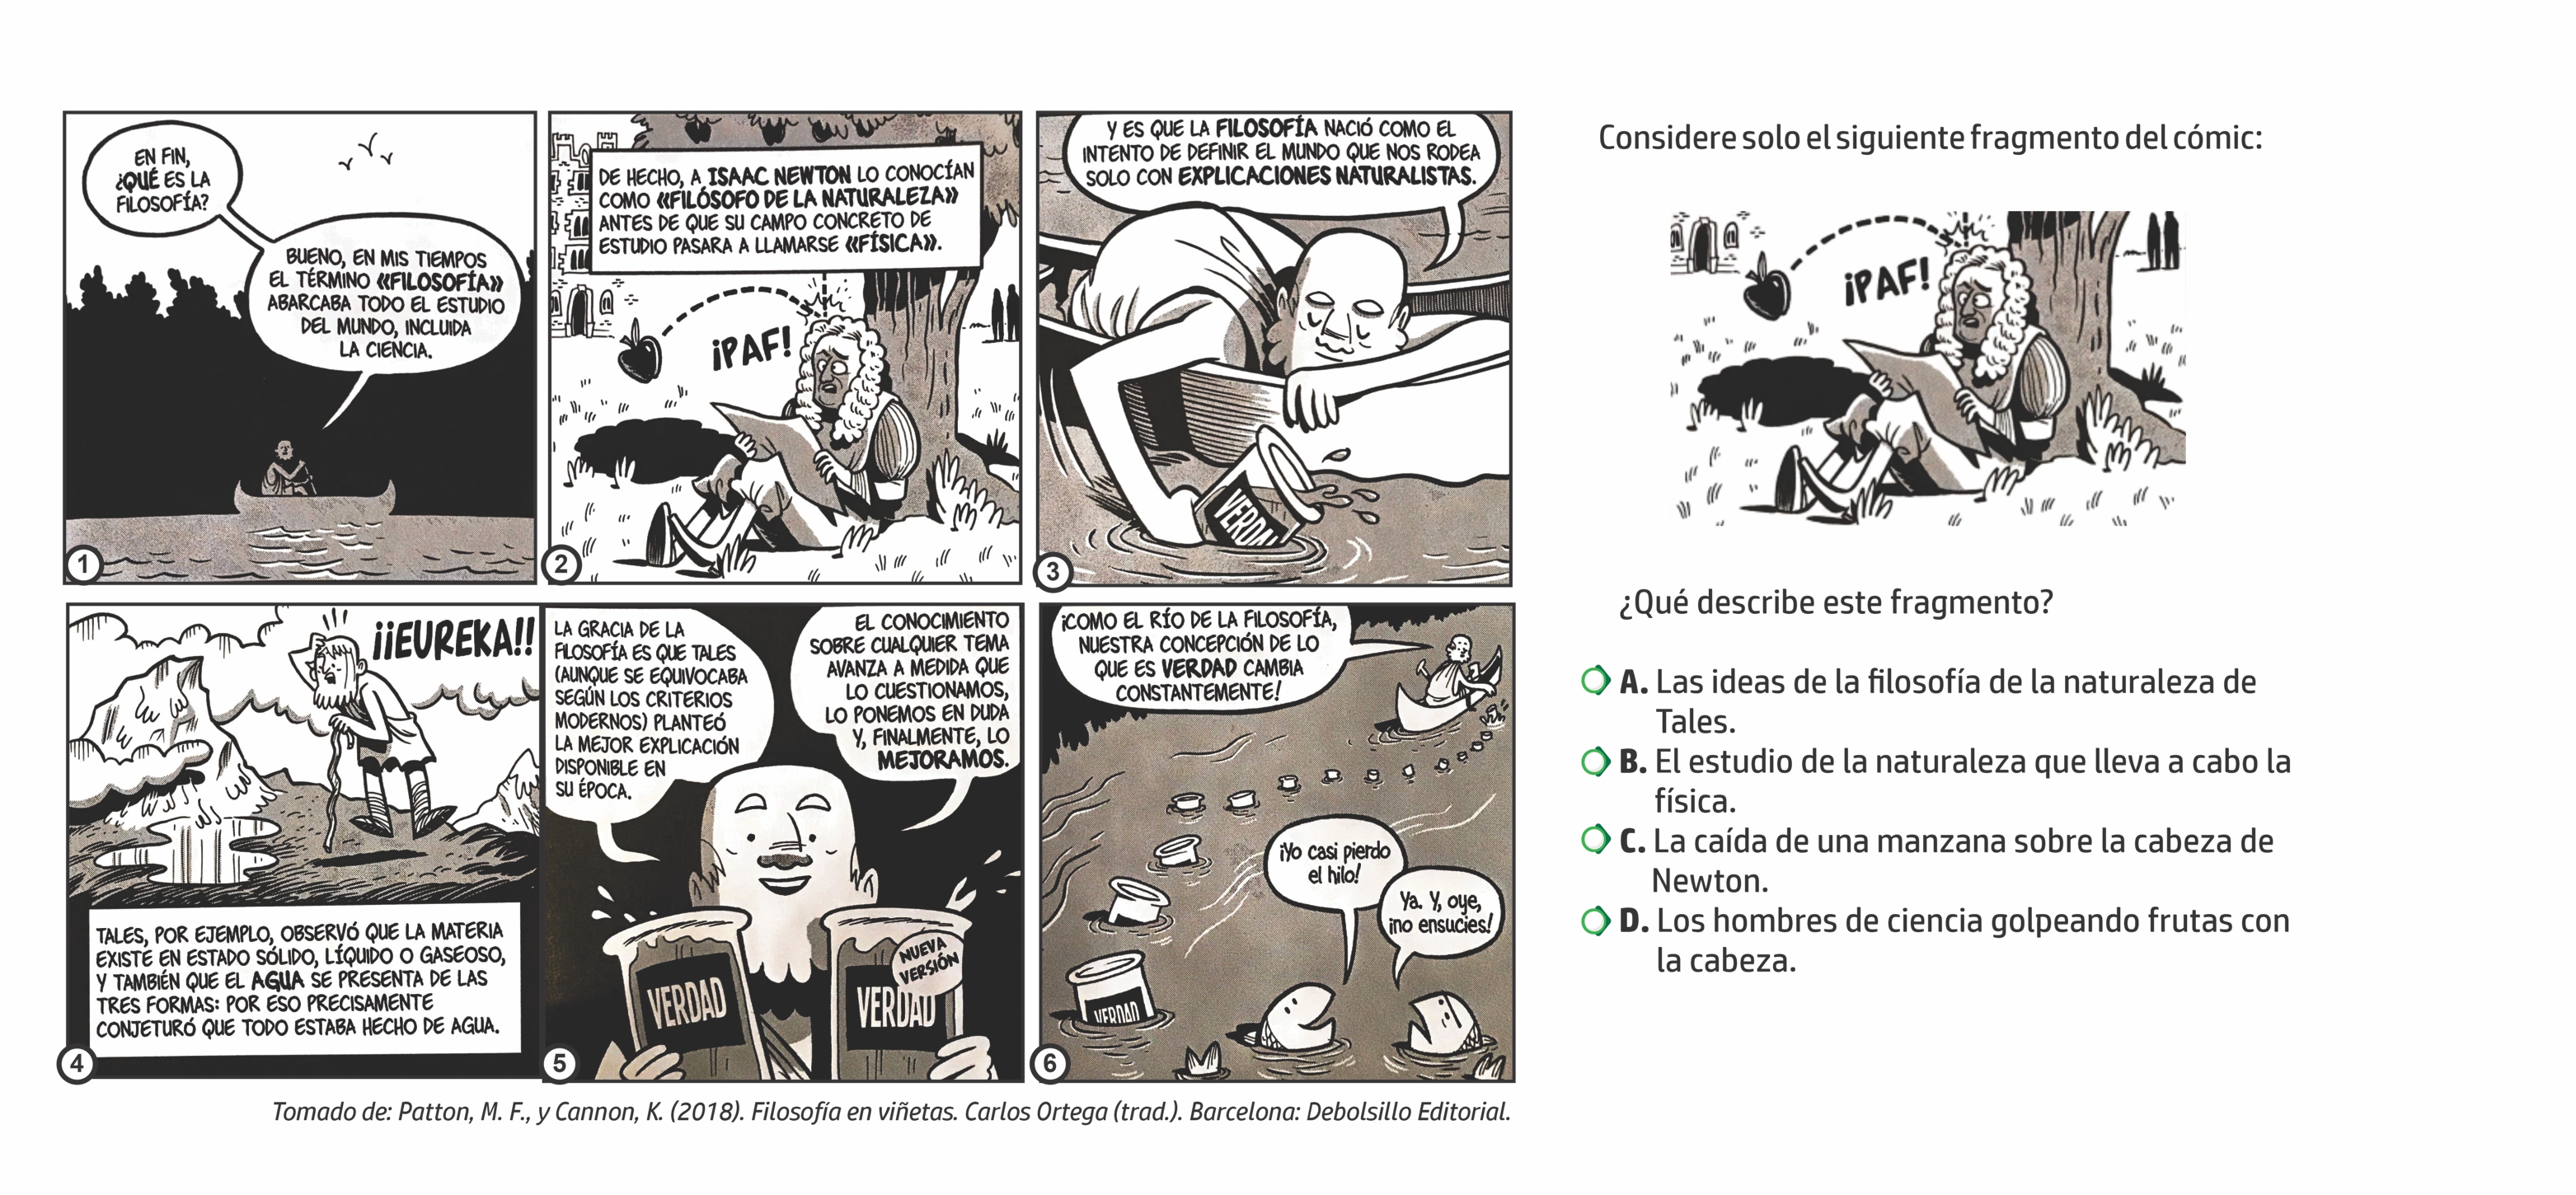 EN FIN,
¿QUÉ ES LA
FILOSOFÍA?
BUENO, EN MIS TIEMPOS
EL TÉRMINO «FILOSOFÍA»
ABARCABA TODO EL ESTUDIO
DEL MUNDO, INCLUIDA
LA CIENCIA.
1
DE HECHO, A ISAAC NEWTON LO CONOCÍAN
COMO «FILÓSOFO DE LA NATURALEZA»
ANTES DE QUE SU CAMPO CONCRETO DE
ESTUDIO PASARA A LLAMARSE «FÍSICA».
¡PAF!
2
Y ES QUE LA FILOSOFÍA NACIÓ COMO EL
INTENTO DE DEFINIR EL MUNDO QUE NOS RODEA
SOLO CON EXPLICACIONES NATURALISTAS.
VERDAD
3
¡¡EUREKA!!
TALES, POR EJEMPLO, OBSERVÓ QUE LA MATERIA
EXISTE EN ESTADO SÓLIDO, LÍQUIDO O GASEOSO,
Y TAMBIÉN QUE EL AGUA SE PRESENTA DE LAS
TRES FORMAS: POR ESO PRECISAMENTE
CONJETURÓ QUE TODO ESTABA HECHO DE AGUA.
4
LA GRACIA DE LA
FILOSOFÍA ES QUE TALES
(AUNQUE SE EQUIVOCABA
SEGÚN LOS CRITERIOS
MODERNOS) PLANTEÓ
LA MEJOR EXPLICACIÓN
DISPONIBLE EN
SU ÉPOCA.
EL CONOCIMIENTO
SOBRE CUALQUIER TEMA
AVANZA A MEDIDA QUE
LO CUESTIONAMOS,
LO PONEMOS EN DUDA
Y, FINALMENTE, LO
MEJORAMOS.
VERDAD
NUEVA
VERSIÓN
VERDAD
5
¡COMO EL RÍO DE LA FILOSOFÍA,
NUESTRA CONCEPCIÓN DE LO
QUE ES VERDAD CAMBIA
CONSTANTEMENTE!
¡Yo casi pierdo
el hilo!
Ya. Y, oye,
¡no ensucies!
VERDAD
6
Tomado de: Patton, M. F., y Cannon, K. (2018). Filosofía en viñetas. Carlos Ortega (trad.). Barcelona: Debolsillo Editorial.
Considere solo el siguiente fragmento del cómic:
¡PAF!
¿Qué describe este fragmento?
A. Las ideas de la filosofía de la naturaleza de
Tales.
B. El estudio de la naturaleza que lleva a cabo la
física.
C. La caída de una manzana sobre la cabeza de
Newton.
D. Los hombres de ciencia golpeando frutas con
la cabeza.